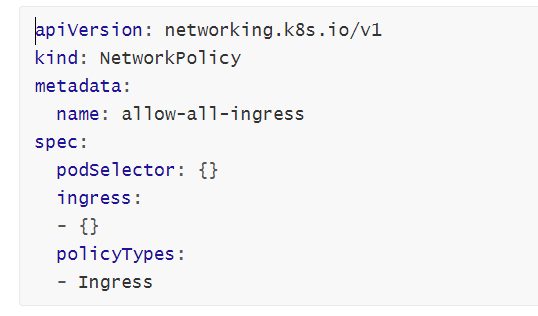 apiVersion: networking.k8s.io/v1
kind: NetworkPolicy
metadata:
  name: allow-all-ingress
spec:
  podSelector: {}
  ingress:
  - {}
  policyTypes:
  - Ingress